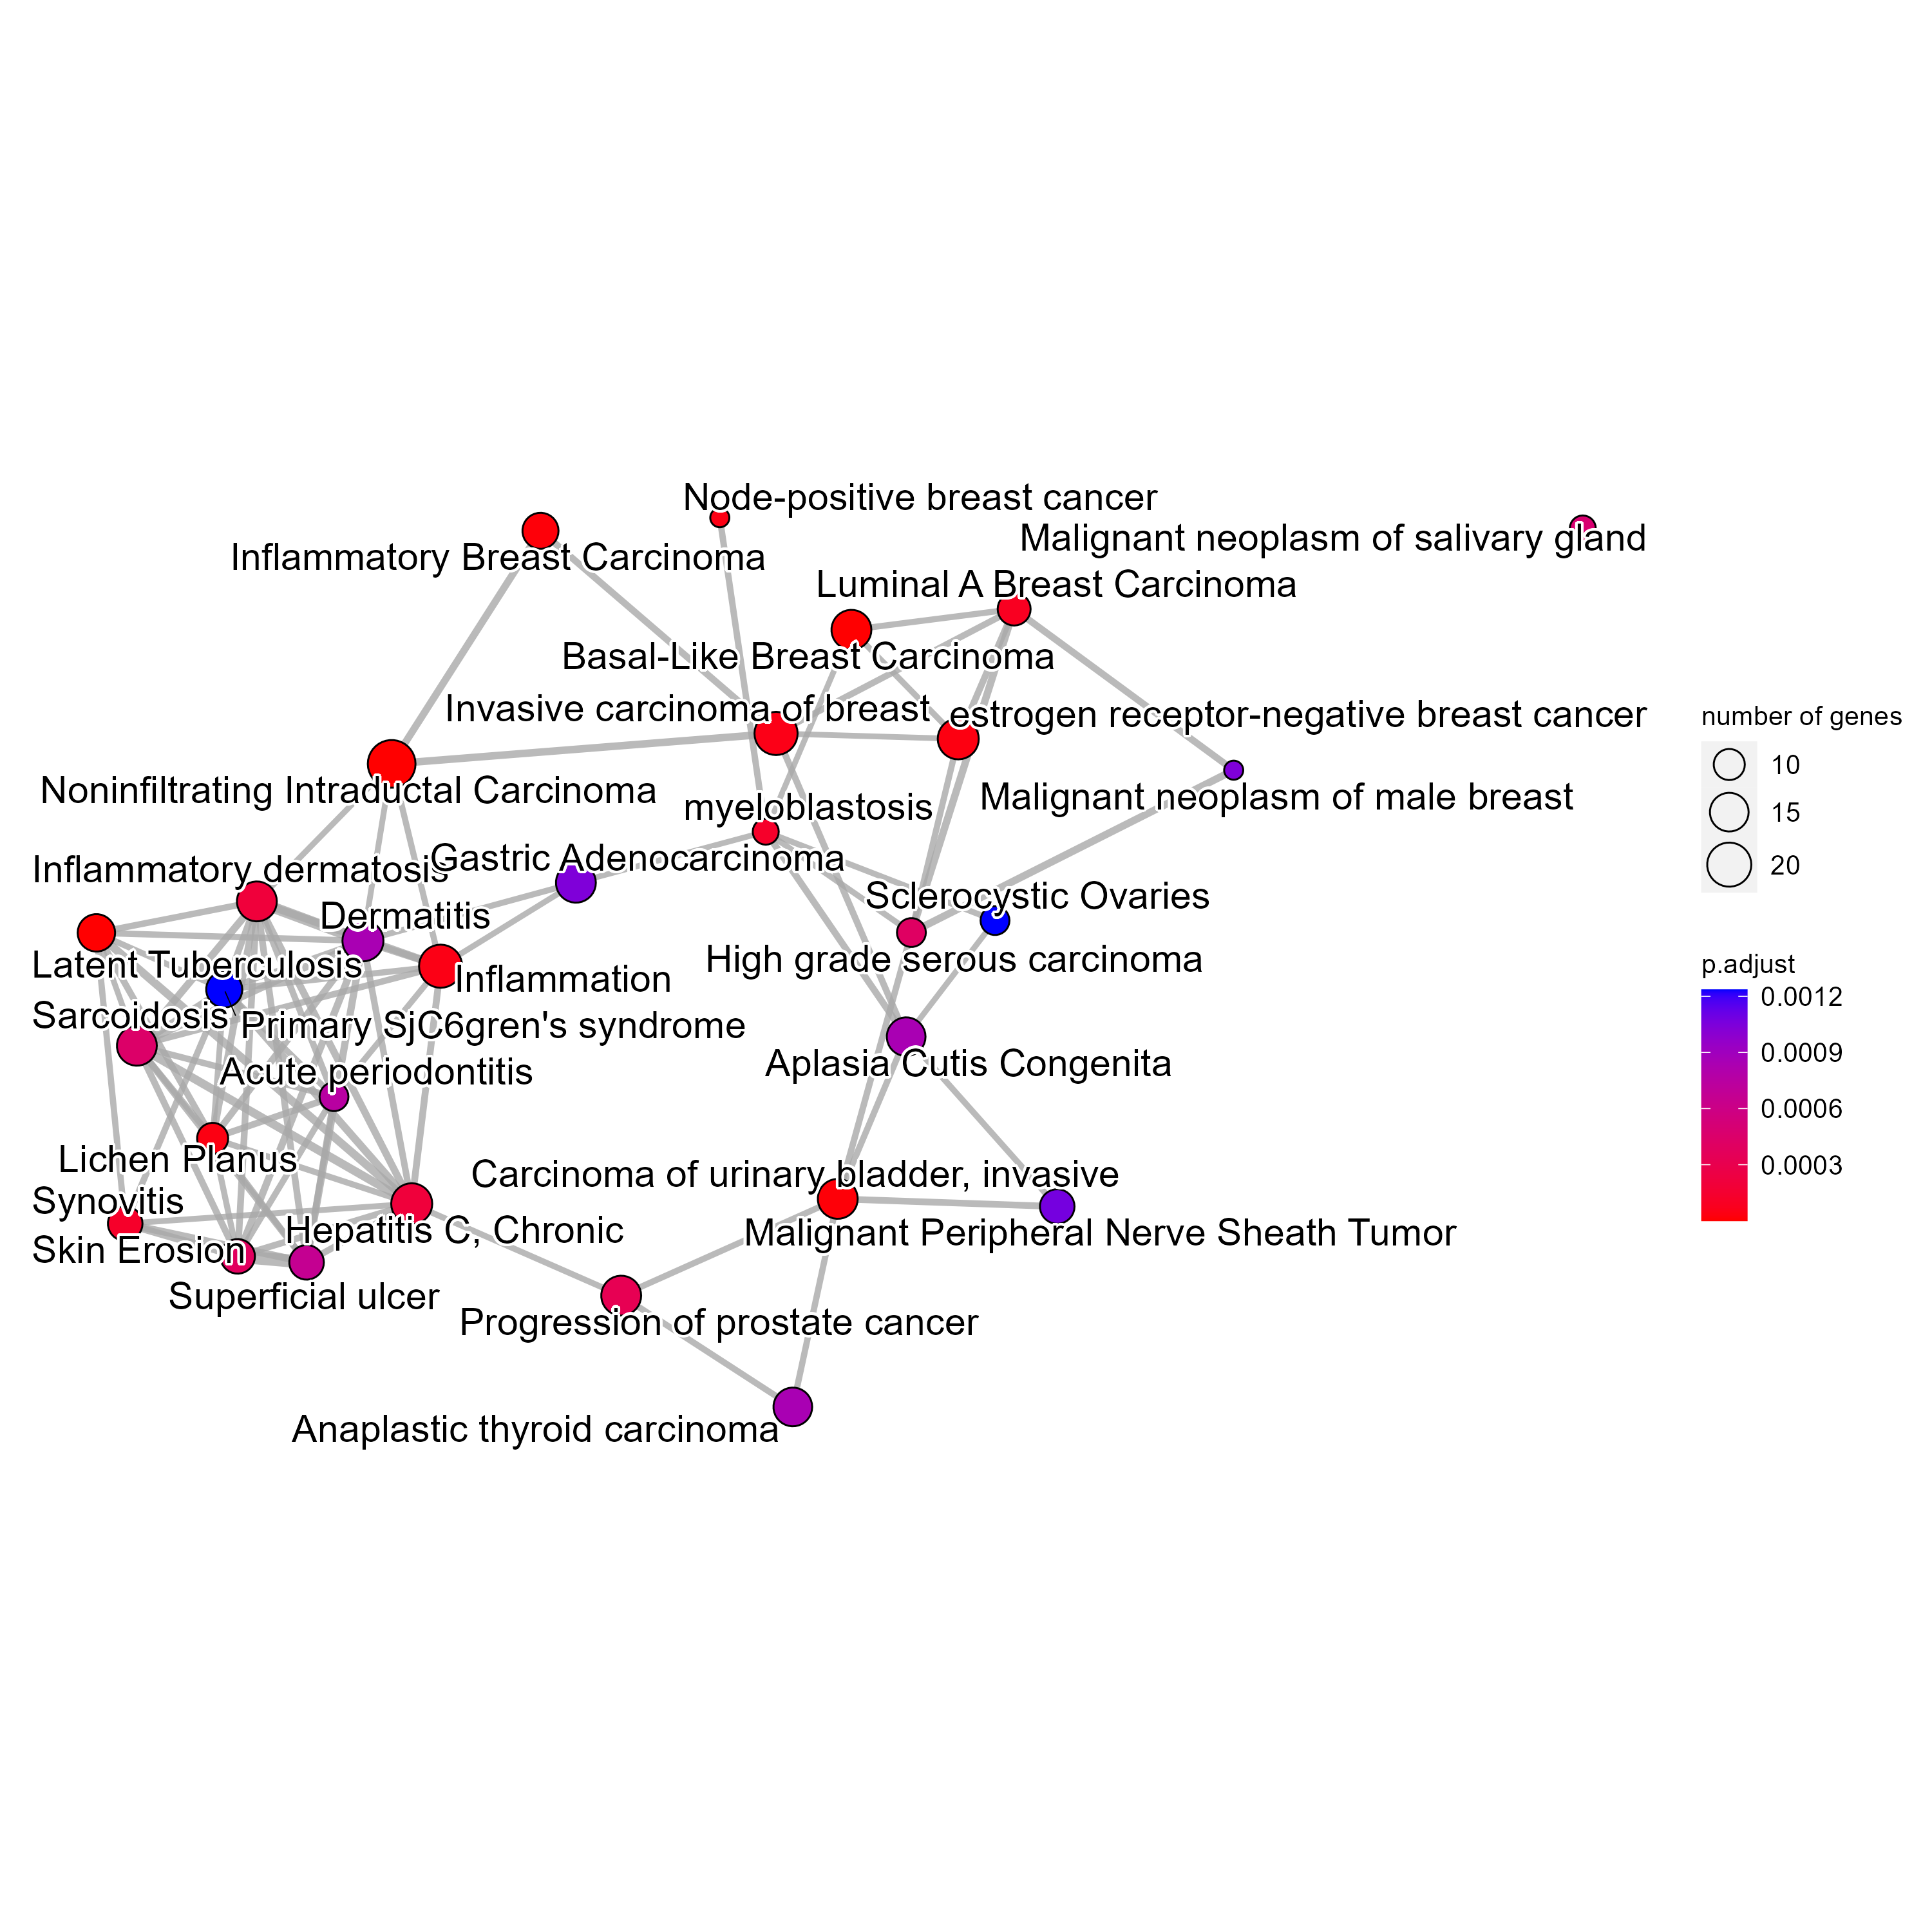 Node-positive breast cancer
Malignant neoplasm of salivary gland
Inflammatory Breast Carcinoma
Luminal A Breast Carcinoma
Basal-Like Breast Carcinoma
Invasive carcinoma of breast
estrogen receptor-negative breast cancer
Noninfiltrating Intraductal Carcinoma
Malignant neoplasm of male breast
myeloblastosis
Gastric Adenocarcinoma
Inflammatory dermatosis
Sclerocystic Ovaries
Dermatitis
High grade serous carcinoma
Latent Tuberculosis
Inflammation
Sarcoidosis
Primary SjC6gren's syndrome
Aplasia Cutis Congenita
Acute periodontitis
Lichen Planus
Carcinoma of urinary bladder, invasive
Synovitis
Hepatitis C, Chronic
Malignant Peripheral Nerve Sheath Tumor
Skin Erosion
Superficial ulcer
Progression of prostate cancer
Anaplastic thyroid carcinoma
number of genes
10
15
20
p.adjust
0.0012
0.0009
0.0006
0.0003